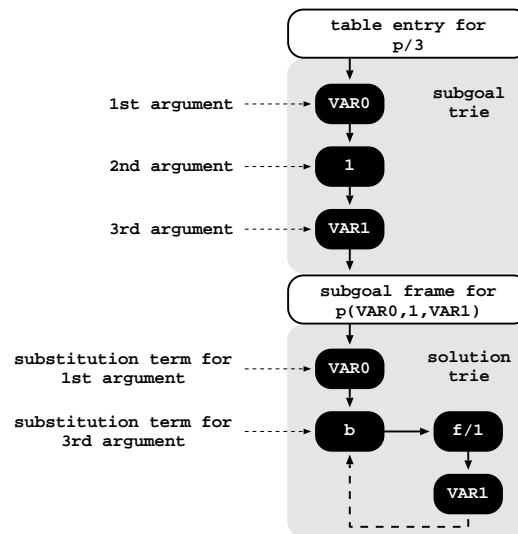 table entry for
p/3
subgoal
trie
1st argument
VAR0
2nd argument
1
3rd argument
VAR1
subgoal frame for
p(VAR0,1,VAR1)
substitution term for
1st argument
VAR0
solution
trie
substitution term for
3rd argument
b
f/1
VAR1